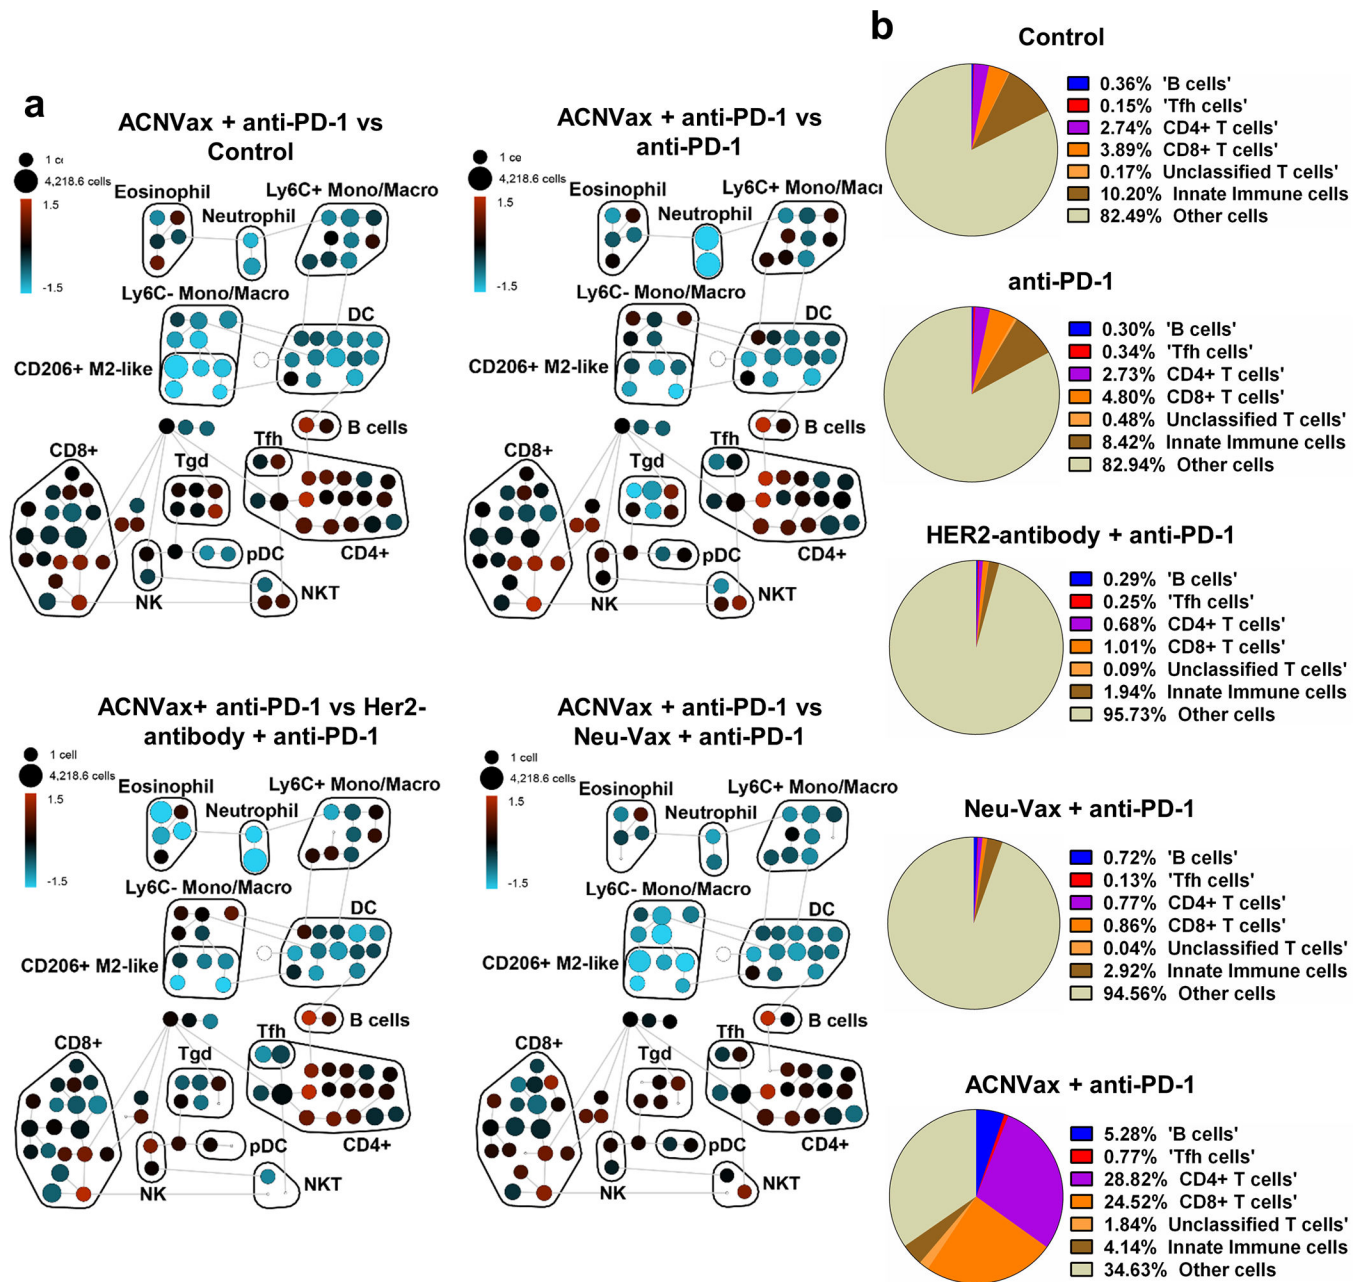 a
ACNVax + anti-PD-1 vs
Control
1 ce
4,218.6 cells
1.5
-1.5
Eosinophil
Neutrophil
Ly6C+ Mono/Macro
Ly6C- Mono/Macro
DC
CD206+ M2-like
B cells
CD8+
Tgd
Tfh
pDC
CD4+
NK
NKT
ACNVax + anti-PD-1 vs
anti-PD-1
1 ce
4,218.6 cells
1.5
-1.5
Eosinophil
Neutrophil
Ly6C+ Mono/Macı
Ly6C- Mono/Macro
DC
CD206+ M2-like
B cells
CD8+
Tgd
Tfh
pDC
CD4+
NK
NKT
ACNVax+ anti-PD-1 vs Her2-
antibody + anti-PD-1
1 cell
4,218.6 cells
1.5
-1.5
Eosinophil
Neutrophil
Ly6C+ Mono/Macro
Ly6C- Mono/Macro
DC
CD206+ M2-like
B cells
CD8+
Tgd
Tfh
pDC
CD4+
NK
NKT
ACNVax + anti-PD-1 vs
Neu-Vax + anti-PD-1
1 cell
4,218.6 cells
1.5
-1.5
Eosinophil
Neutrophil
Ly6C+ Mono/Macro
Ly6C- Mono/Macro
DC
CD206+ M2-like
B cells
CD8+
Tgd
Tfh
pDC
CD4+
NK
NKT
b
Control
0.36% 'B cells'
0.15% 'Tfh cells'
2.74% CD4+ T cells'
3.89% CD8+ T cells'
0.17% Unclassified T cells'
10.20% Innate Immune cells
82.49% Other cells
anti-PD-1
0.30% 'B cells'
0.34% 'Tfh cells'
2.73% CD4+ T cells'
4.80% CD8+ T cells'
0.48% Unclassified T cells'
8.42% Innate Immune cells
82.94% Other cells
HER2-antibody + anti-PD-1
0.29% 'B cells'
0.25% 'Tfh cells'
0.68% CD4+ T cells'
1.01% CD8+ T cells'
0.09% Unclassified T cells'
1.94% Innate Immune cells
95.73% Other cells
Neu-Vax + anti-PD-1
0.72% 'B cells'
0.13% 'Tfh cells'
0.77% CD4+ T cells'
0.86% CD8+ T cells'
0.04% Unclassified T cells'
2.92% Innate Immune cells
94.56% Other cells
ACNVax + anti-PD-1
5.28% 'B cells'
0.77% 'Tfh cells'
28.82% CD4+ T cells'
24.52% CD8+ T cells'
1.84% Unclassified T cells'
4.14% Innate Immune cells
34.63% Other cells